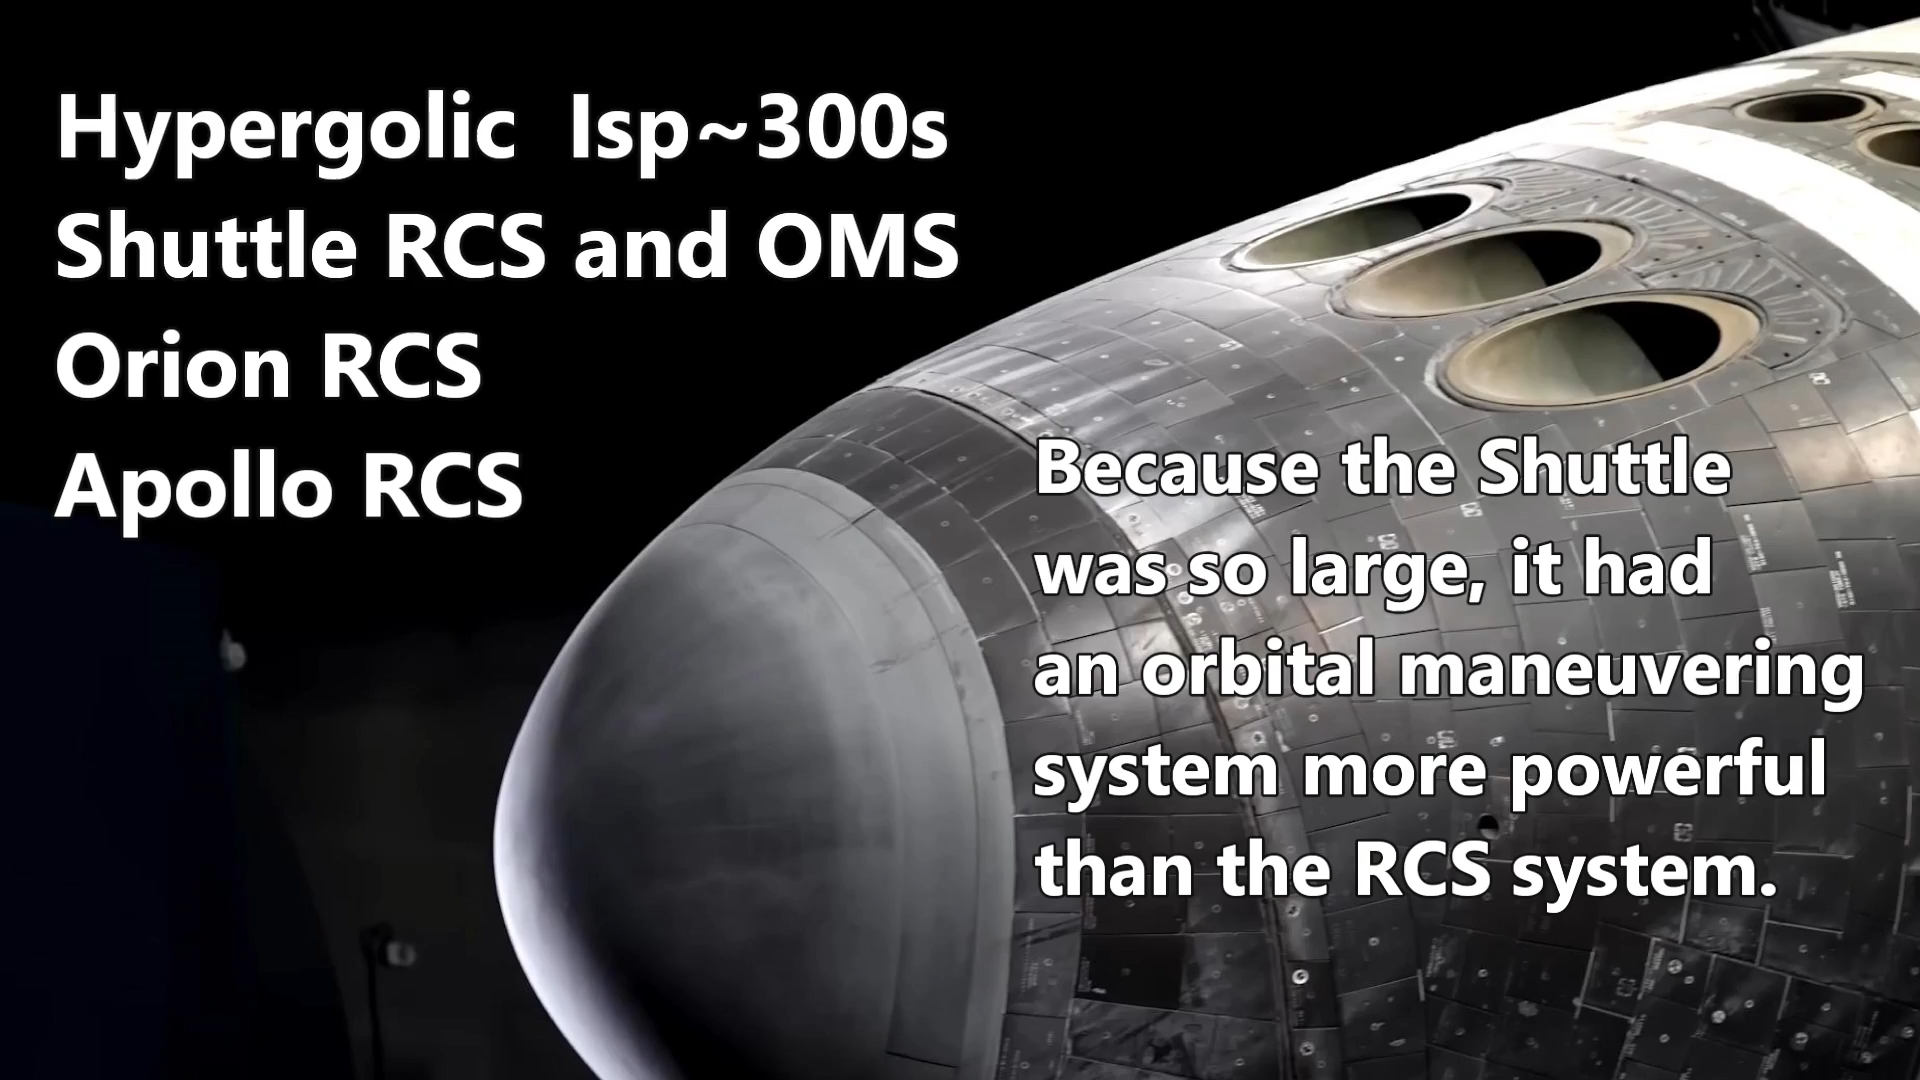 Hypergolic  Isp~300s
Shuttle RCS and OMS
Orion RCS
Apollo RCS
Because the Shuttle
was so large, it had
an orbital maneuvering
system more powerful
than the RCS system.